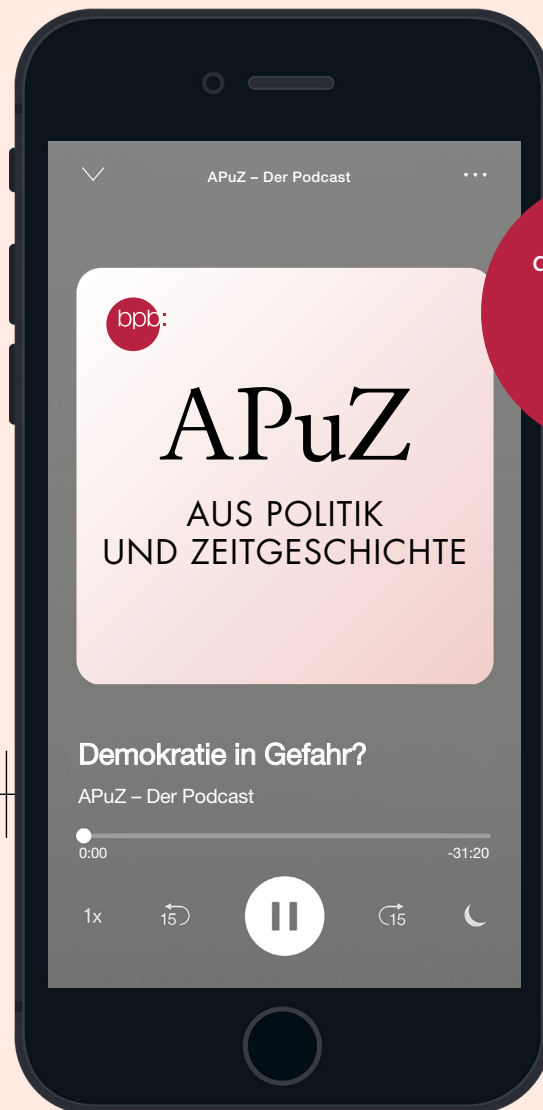 APuZ – Der Podcast
bpb:
APuZ
AUS POLITIK
UND ZEITGESCHICHTE
Demokratie in Gefahr?
APuZ – Der Podcast
0:00 -31:20
1x 15 15